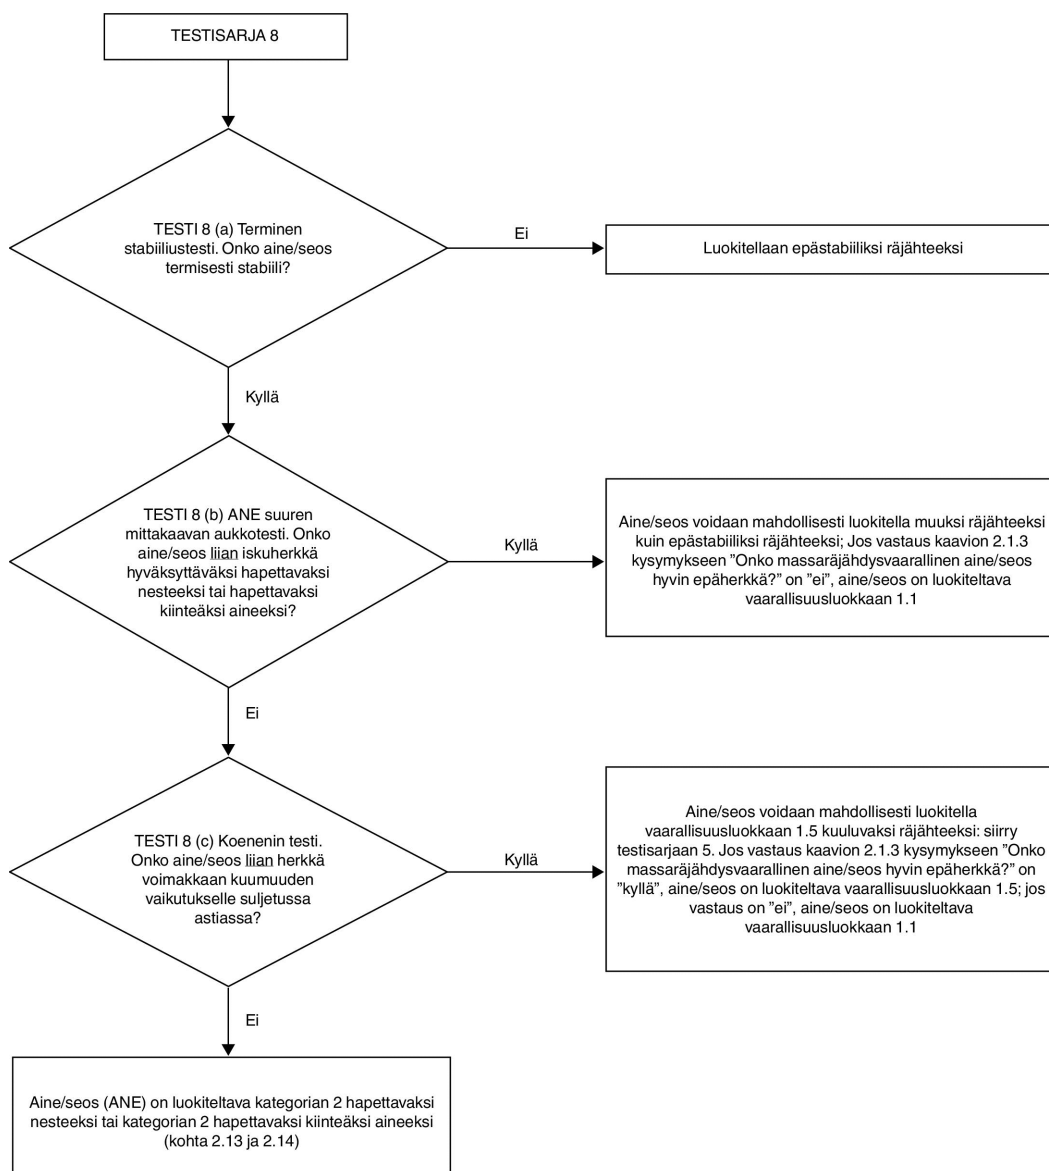 TESTISARJA 8
TESTI 8 (a) Terminen
stabiiliustesti. Onko aine/seos
termisesti stabiili?
Ei
Luokitellaan epästabiiliksi räjähteeksi
Kyllä
TESTI 8 (b) ANE suuren
mittakaavan aukkotesti. Onko
aine/seos liian iskuherkkä
hyväksyttäväksi hapettavaksi
nesteeksi tai hapettavaksi
kiinteäksi aineeksi?
Kyllä
Aine/seos voidaan mahdollisesti luokitella muuksi räjähteeksi
kuin epästabiiliksi räjähteeksi; Jos vastaus kaavion 2.1.3
kysymykseen ”Onko massaräjähdysvaarallinen aine/seos
hyvin epäherkkä?” on ”ei”, aine/seos on luokiteltava
vaarallisuusluokkaan 1.1
Ei
TESTI 8 (c) Koenenin testi.
Onko aine/seos liian herkkä
voimakkaan kuumuuden
vaikutukselle suljetussa
astiassa?
Kyllä
Aine/seos voidaan mahdollisesti luokitella
vaarallisuusluokkaan 1.5 kuuluvaksi räjähteeksi: siirry
testisarjaan 5. Jos vastaus kaavion 2.1.3 kysymykseen ”Onko
massaräjähdysvaarallinen aine/seos hyvin epäherkkä?” on
”kyllä”, aine/seos on luokiteltava vaarallisuusluokkaan 1.5; jos
vastaus on ”ei”, aine/seos on luokiteltava
vaarallisuusluokkaan 1.1
Ei
Aine/seos (ANE) on luokiteltava kategorian 2 hapettavaksi
nesteeksi tai kategorian 2 hapettavaksi kiinteäksi aineeksi
(kohta 2.13 ja 2.14)